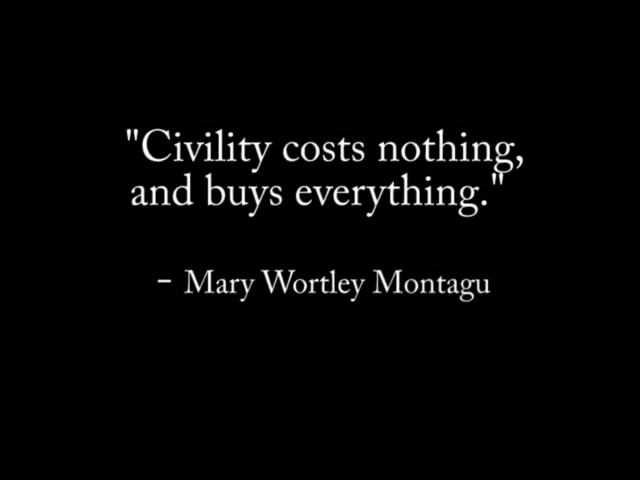 "Civility costs nothing,
and buys everything."
- Mary Wortley Montagu